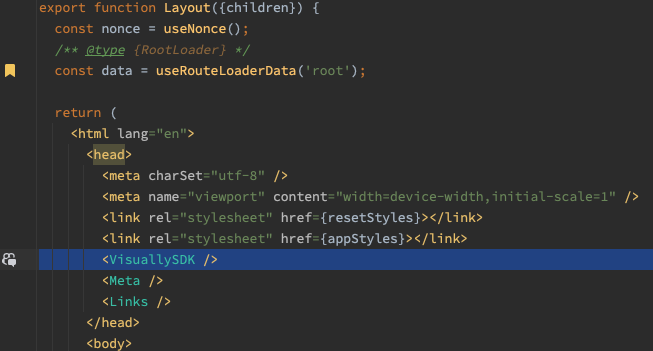 export function Layout({children}) {
  const nonce = useNonce();
  /** @type {RootLoader} */
  const data = useRouteLoaderData('root');

  return (
    <html lang="en">
      <head>
        <meta charSet="utf-8" />
        <meta name="viewport" content="width=device-width,initial-scale=1" />
        <link rel="stylesheet" href={resetStyles}></link>
        <link rel="stylesheet" href={appStyles}></link>
        <VisuallySDK />
        <Meta />
        <Links />
      </head>
      <body>